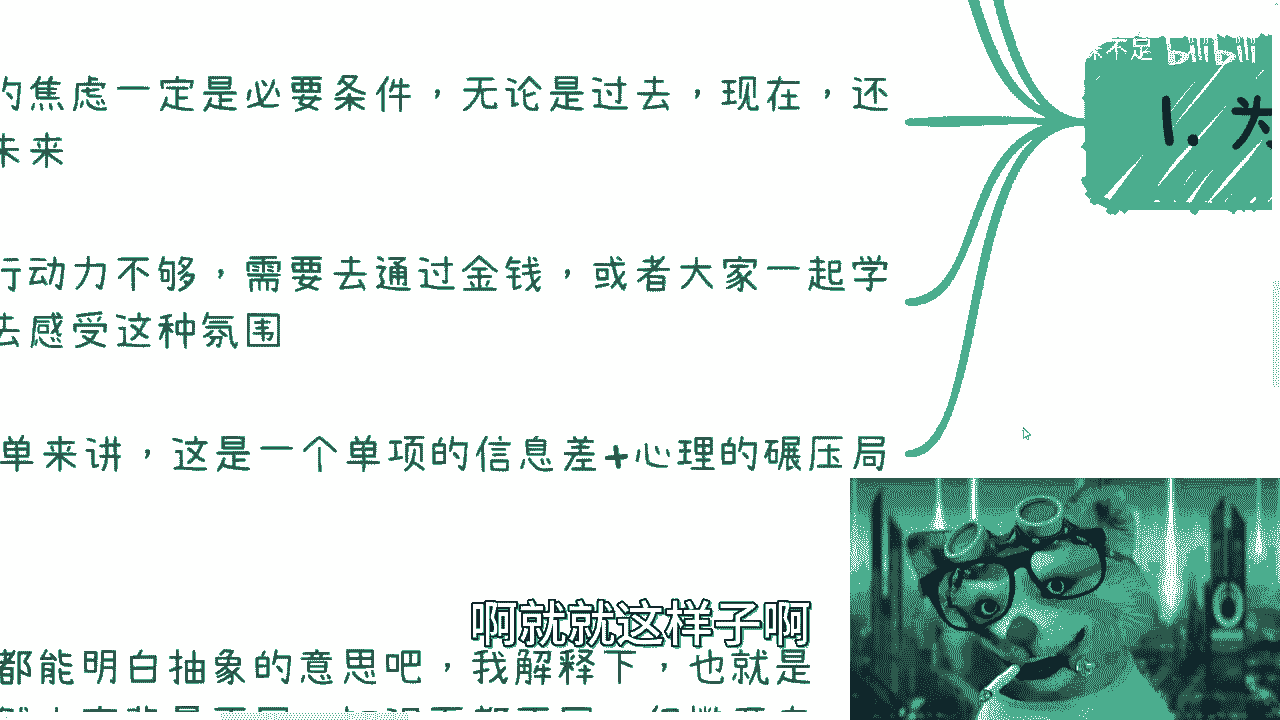 不足 bilibili
的焦虑一定是必要条件，无论是过去，现在，还
未来
1. 为
行动力不够，需要去通过金钱，或者大家一起学
去感受这种氛围
单来讲，这是一个单项的信息差+心理的碾压局
啊就就这样子啊
都能明白抽象的意思吧，我解释下，也就是